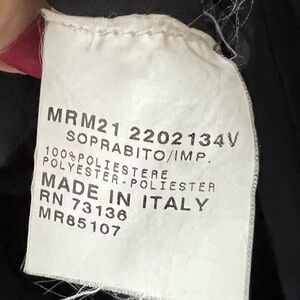 MRM21 2202134V
SOPRABITO/IMP.
100%POLIESTERE
POLYESTER-POLIESTER
MADE IN ITALY
RN 73136
MR85107